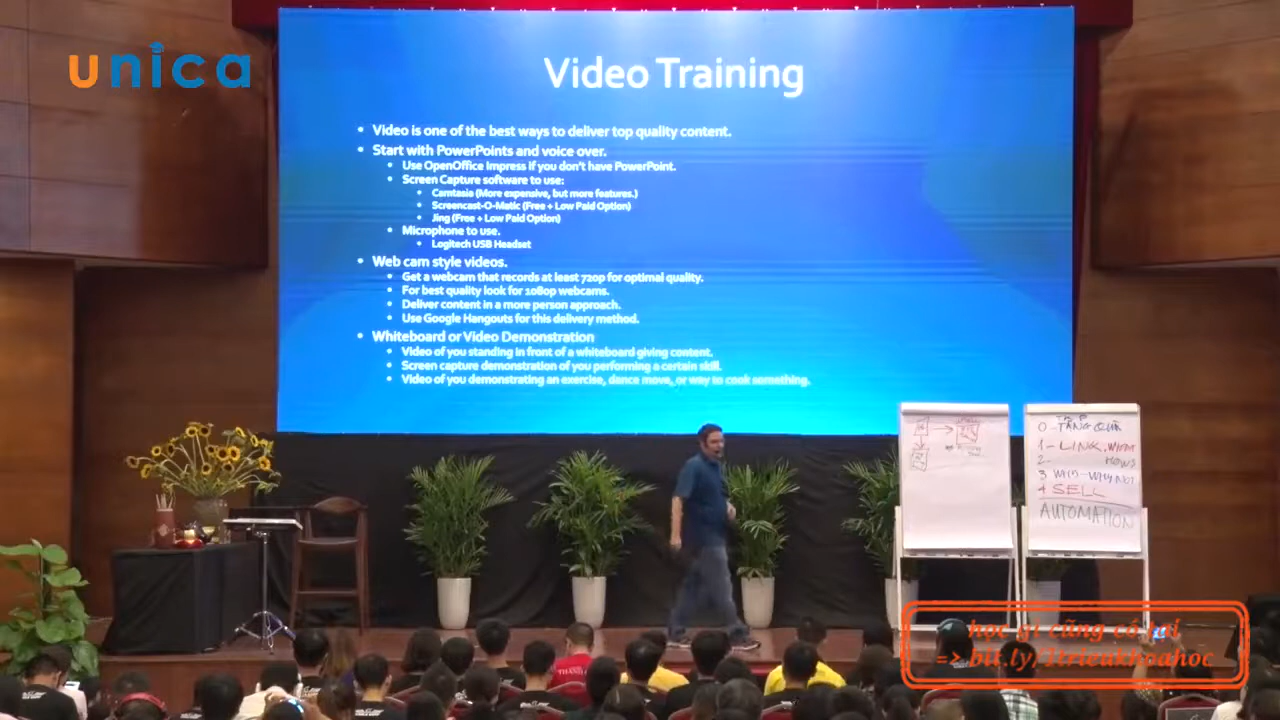 unica
Video Training
• Video is one of the best ways to deliver top quality content.
• Start with PowerPoints and voice over.
• Use OpenOffice Impress if you don't have PowerPoint.
• Screen Capture software to use:
• Camtasia (More expensive, but more features.)
• Screencast-O-Matic (Free + Low Paid Option)
• Jing (Free + Low Paid Option)
• Microphone to use.
• Logitech USB Headset
• Web cam style videos.
• Get a webcam that records at least 720p for optimal quality.
• For best quality look for 1080p webcams.
• Deliver content in a more person approach.
• Use Google Hangouts for this delivery method.
• Whiteboard or Video Demonstration
• Video of you standing in front of a whiteboard giving content.
• Screen capture demonstration of you performing a certain skill.
• Video of you demonstrating an exercise, dance move, or way to cook something.
0 - TẶNG QUÀ
1 - LINK,
2 - HOWS
3 WHS - WHY NOT
4 SELL
AUTOMATION
học gì cũng có tại
=> bit.ly/1trieukhoahoc